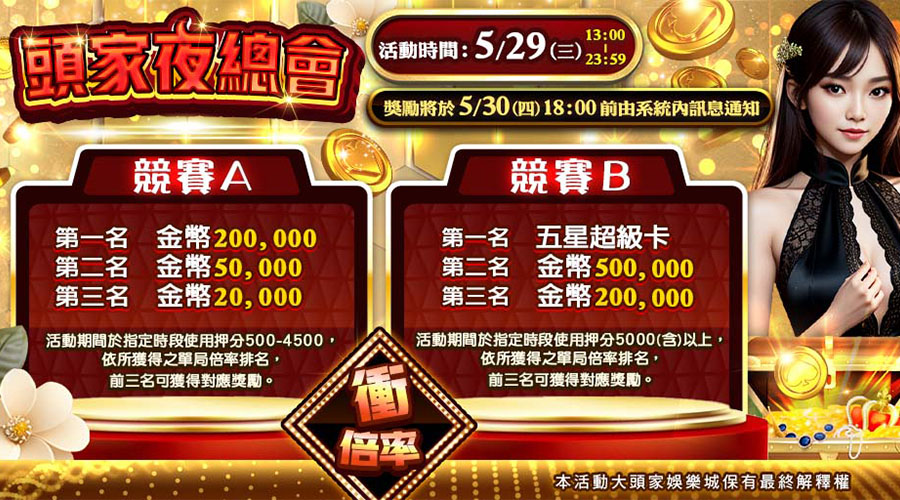 頭家夜總會
活動時間：5/29(三) 13:00 | 23:59
獎勵將於5/30(四)18:00前由系統內訊息通知
競賽A
第一名 金幣200,000
第二名 金幣50,000
第三名 金幣20,000
活動期間於指定時段使用押分500-4500，
依所獲得之單局倍率排名，
前三名可獲得對應獎勵。
競賽B
第一名 五星超級卡
第二名 金幣500,000
第三名 金幣200,000
活動期間於指定時段使用押分5000(含)以上，
依所獲得之單局倍率排名，
前三名可獲得對應獎勵。
衝
倍率
本活動大頭家娛樂城保有最終解釋權